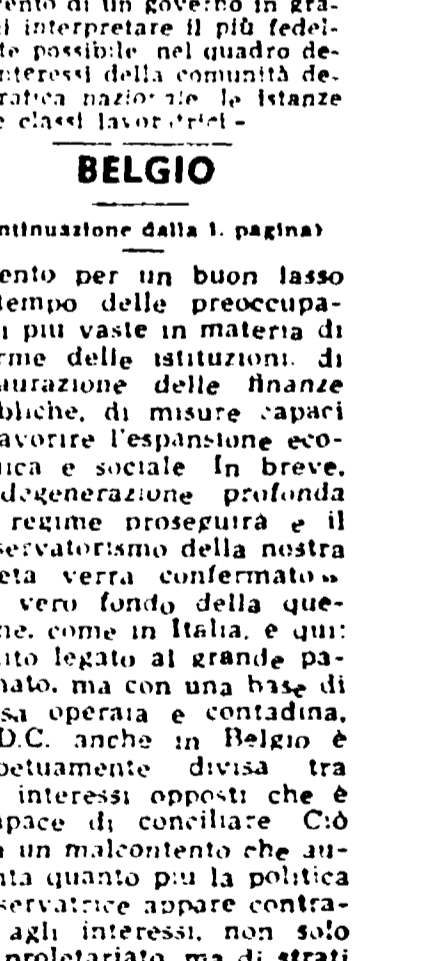 ento di un governo in gra-
i interpretare il più fedel-
te possibile nel quadro de-
nteressi della comunità de-
ratica nazionale le istanze
e classi lavoratrici -
BELGIO
ntinuazione dalla 1. pagina)
ento per un buon lasso
tempo delle preoccupa-
i piu vaste in materia di
rme delle istituzioni. di
aurazione delle finanze
bliche, di misure capaci
avorire l'espansione eco-
ica e sociale In breve,
degenerazione profonda
regime proseguirà e il
servatorismo della nostra
eta verra confermato»
vero fondo della que-
ne, come in Italia, e qui:
ito legato al grande pa-
nato, ma con una base di
sa operaia e contadina,
D.C. anche in Belgio è
petuamente divisa tra
interessi opposti che è
apace di conciliare Ciò
a un malcontento che au-
nta quanto piu la politica
servatrice appare contra-
agli interessi, non solo
proletariato, ma di strati